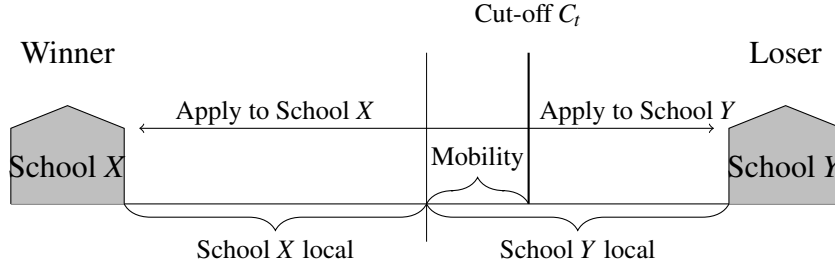 Cut-off C_t
Winner
Loser
Apply to School X
Apply to School Y
Mobility
School X
School Y
School X local
School Y local